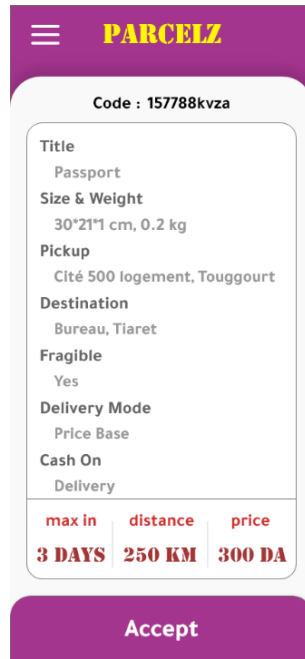 PARCELZ
Code : 157788kvza
Title
Passport
Size & Weight
30*21*1 cm, 0.2 kg
Pickup
Cité 500 logement, Touggourt
Destination
Bureau, Tiaret
Fragible
Yes
Delivery Mode
Price Base
Cash On
Delivery
max in distance price
3 DAYS 250 KM 300 DA
Accept